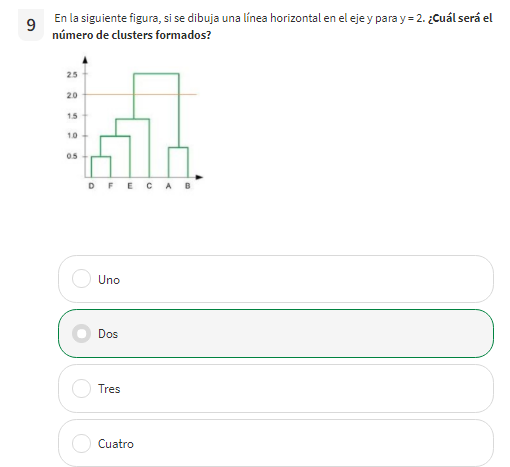 9
En la siguiente figura, si se dibuja una línea horizontal en el eje y para y = 2. ¿Cuál será el
número de clusters formados?
2.5
2.0
1.5
1.0
0.5
D F E C A B
Uno
Dos
Tres
Cuatro